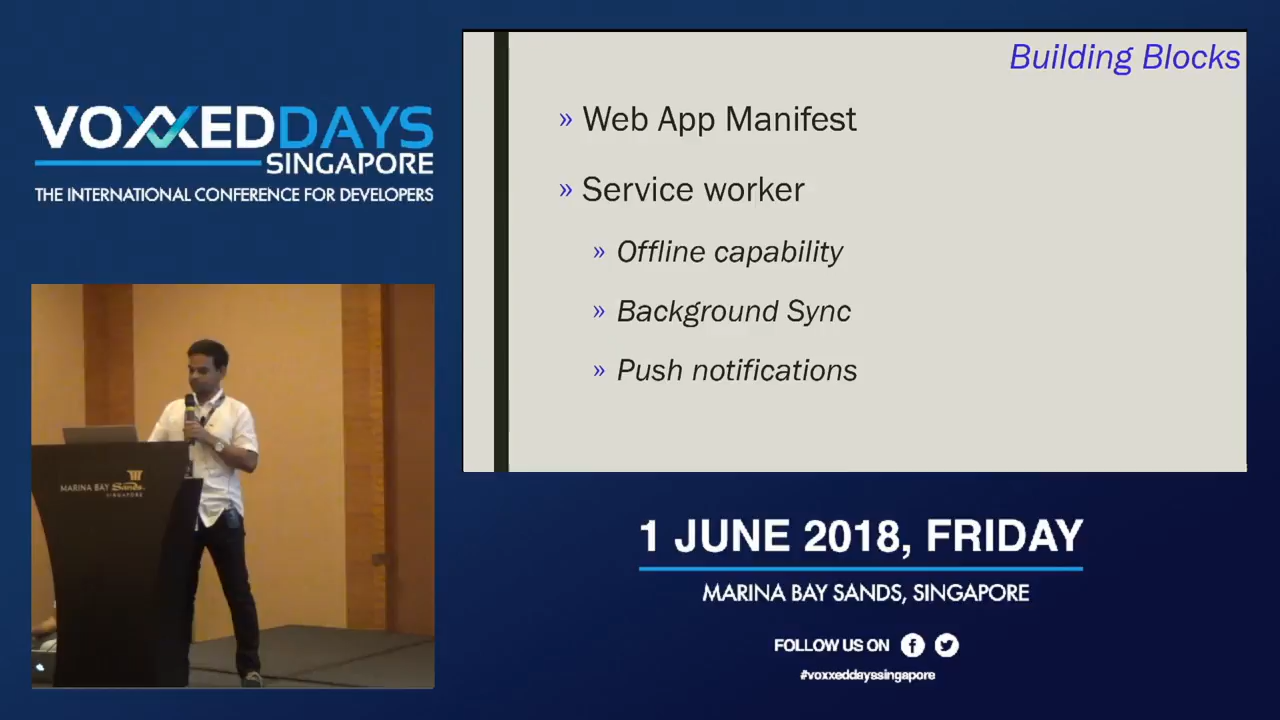 VOXXEDDAYS
SINGAPORE
THE INTERNATIONAL CONFERENCE FOR DEVELOPERS
MARINA BAY Sands
SINGAPORE
Building Blocks
» Web App Manifest
» Service worker
» Offline capability
» Background Sync
» Push notifications
1 JUNE 2018, FRIDAY
MARINA BAY SANDS, SINGAPORE
FOLLOW US ON
#voxxeddayssingapore